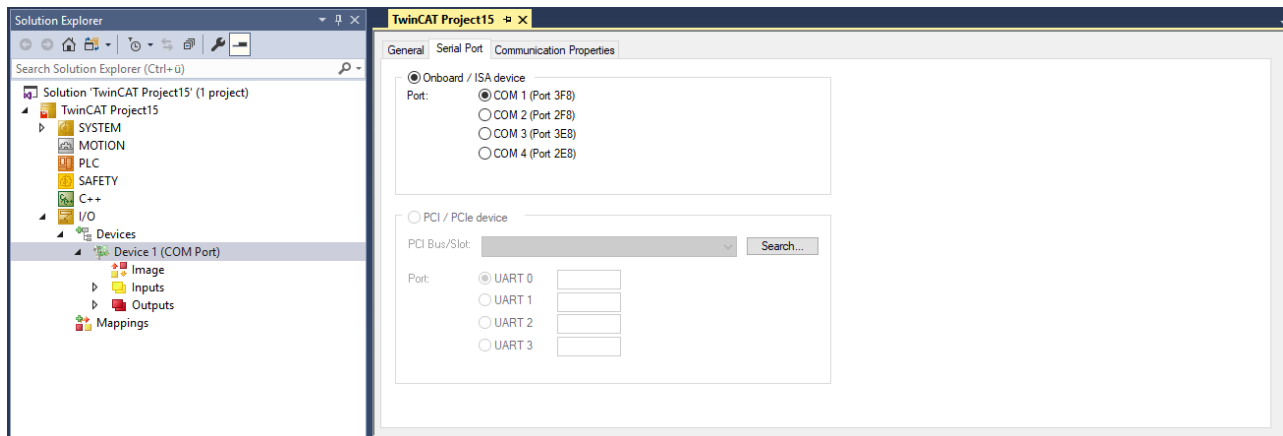 Solution Explorer
Search Solution Explorer (Ctrl+ü)
Solution 'TwinCAT Project15' (1 project)
TwinCAT Project15
SYSTEM
MOTION
PLC
SAFETY
C++
I/O
Devices
Device 1 (COM Port)
Image
Inputs
Outputs
Mappings
TwinCAT Project15
General Serial Port Communication Properties
Onboard / ISA device
Port: COM 1 (Port 3F8)
COM 2 (Port 2F8)
COM 3 (Port 3E8)
COM 4 (Port 2E8)
PCI / PCIe device
PCI Bus/Slot: Search...
Port: UART 0
UART 1
UART 2
UART 3